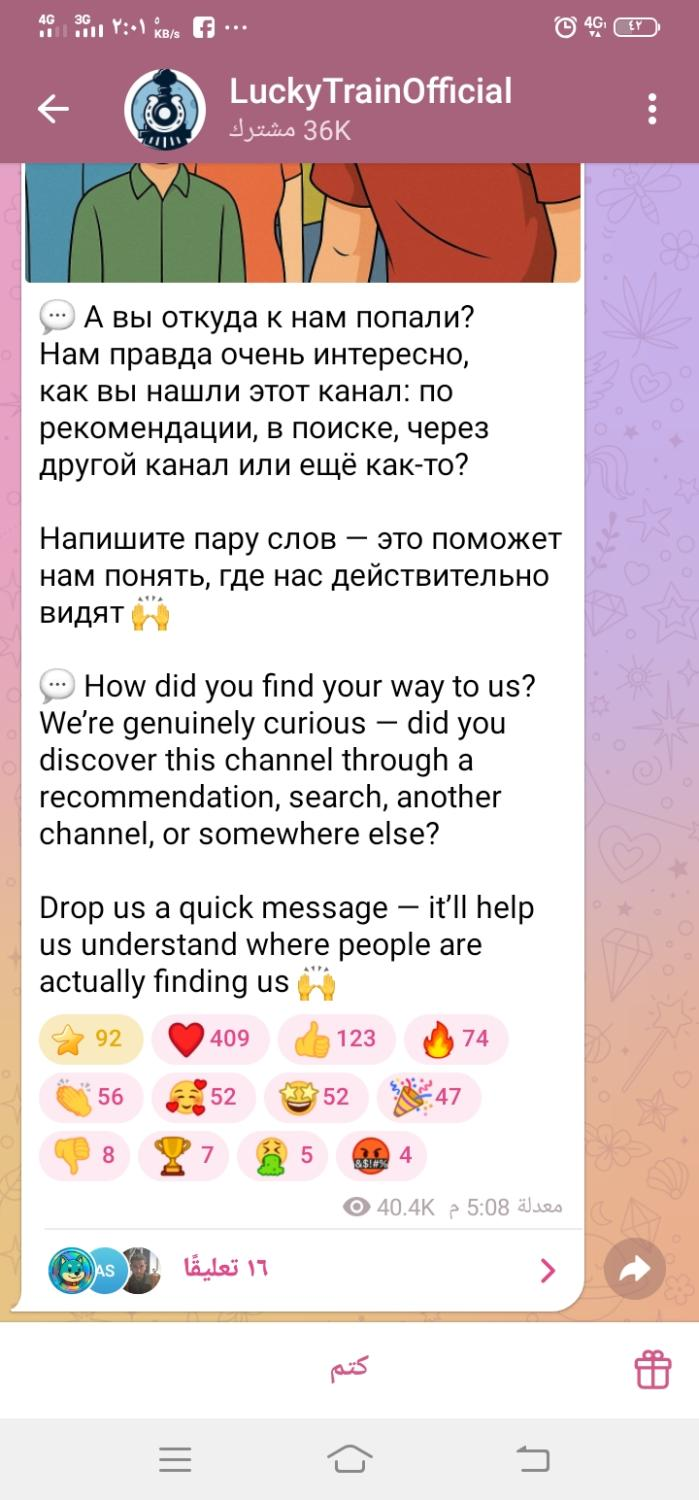 4G 3G ٢:٠١ ٥ KB/s 4G ٤٢
LuckyTrainOfficial
36K مشترك
А вы откуда к нам попали?
Нам правда очень интересно,
как вы нашли этот канал: по
рекомендации, в поиске, через
другой канал или ещё как-то?
Напишите пару слов — это поможет
нам понять, где нас действительно
видят 🙌
How did you find your way to us?
We’re genuinely curious — did you
discover this channel through a
recommendation, search, another
channel, or somewhere else?
Drop us a quick message — it’ll help
us understand where people are
actually finding us 🙌
⭐ 92 ❤️ 409 👍 123 🔥 74
👏 56 🥰 52 🤩 52 🎉 47
👎 8 🏆 7 🤮 5 🤬 4
40.4K معدلة 5:08 م
AS ١٦ تعليقًا
كتم